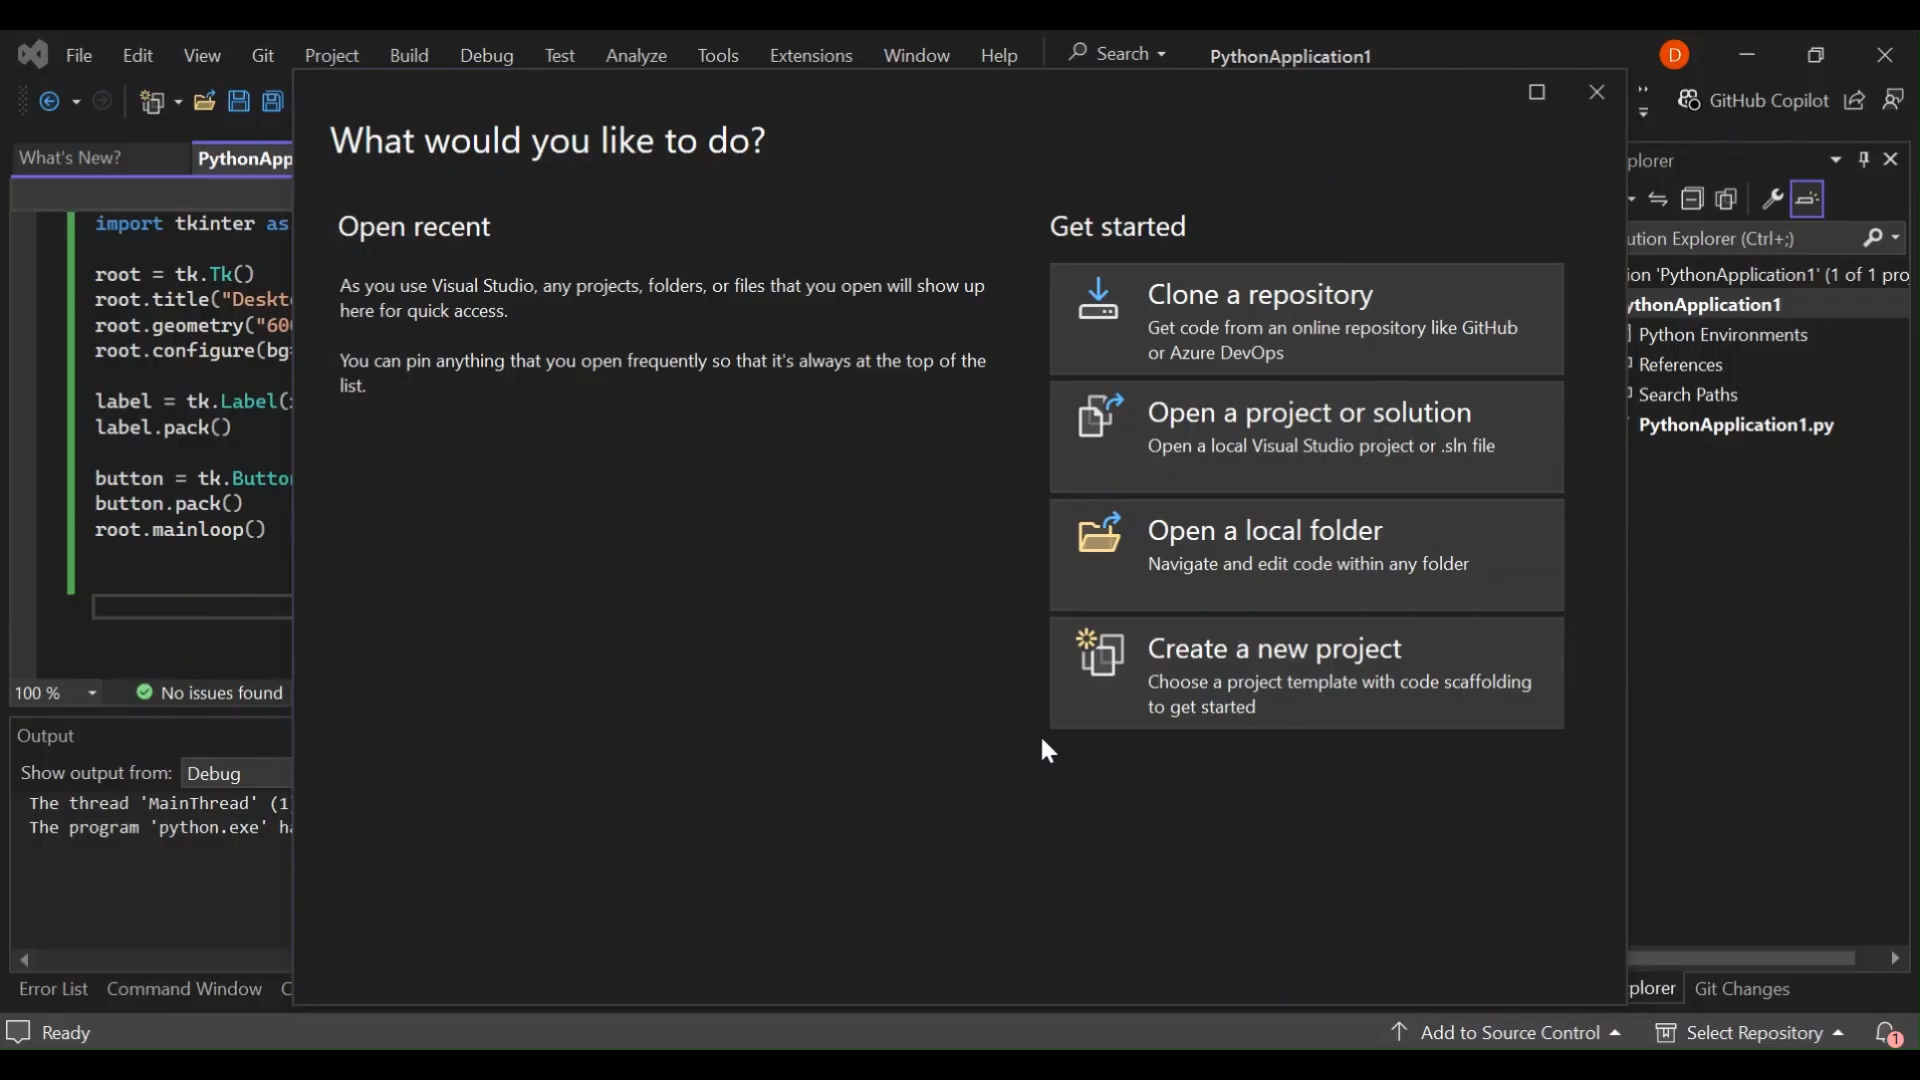 File Edit View Git Project Build Debug Test Analyze Tools Extensions Window Help Search PythonApplication1 D
GitHub Copilot
What's New? PythonApp
import tkinter as
root = tk.Tk()
root.title("Deskt
root.geometry("60
root.configure(bg=
label = tk.Label(
label.pack()
button = tk.Butto
button.pack()
root.mainloop()
100 % No issues found
Output
Show output from: Debug
The thread 'MainThread' (1
The program 'python.exe' ha
Error List Command Window C
What would you like to do?
Open recent
As you use Visual Studio, any projects, folders, or files that you open will show up
here for quick access.
You can pin anything that you open frequently so that it's always at the top of the
list.
Get started
Clone a repository
Get code from an online repository like GitHub
or Azure DevOps
Open a project or solution
Open a local Visual Studio project or .sln file
Open a local folder
Navigate and edit code within any folder
Create a new project
Choose a project template with code scaffolding
to get started
plorer
ution Explorer (Ctrl+;)
ion 'PythonApplication1' (1 of 1 pro
ythonApplication1
Python Environments
References
Search Paths
PythonApplication1.py
plorer Git Changes
Ready Add to Source Control Select Repository 1